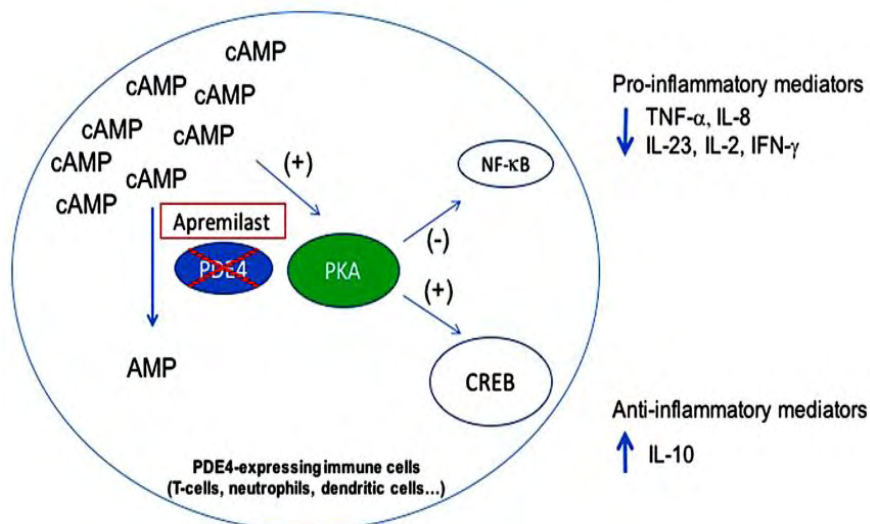 cAMP
cAMP
cAMP
cAMP
cAMP
cAMP
cAMP
cAMP
(+)
Apremilast
PDE4
PKA
NF-κB
(-)
(+)
CREB
AMP
PDE4-expressing immune cells
(T-cells, neutrophils, dendritic cells...)
Pro-inflammatory mediators
TNF-α, IL-8
IL-23, IL-2, IFN-γ
Anti-inflammatory mediators
IL-10